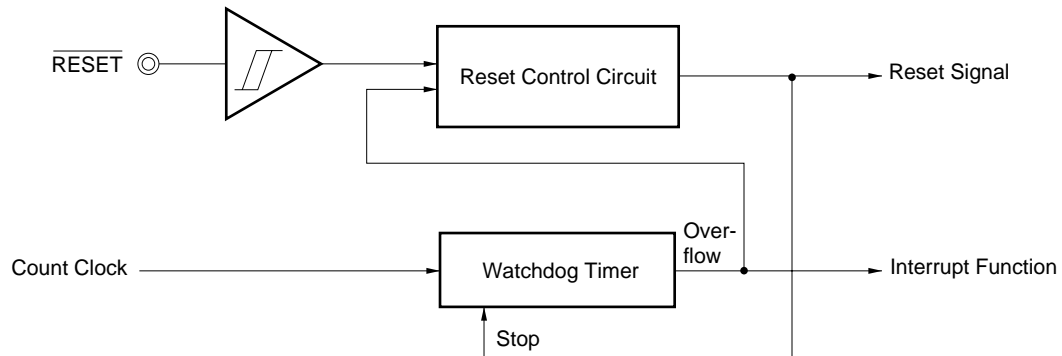 RESET
Reset Control Circuit
Reset Signal
Count Clock
Watchdog Timer
Over-
flow
Interrupt Function
Stop